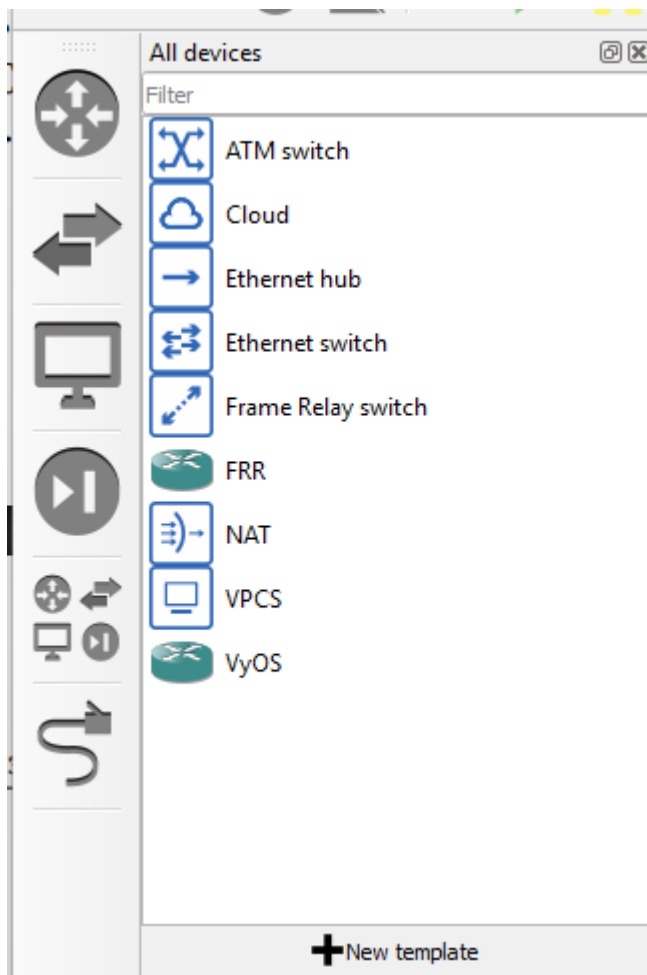 All devices
Filter
ATM switch
Cloud
Ethernet hub
Ethernet switch
Frame Relay switch
FRR
NAT
VPCS
VyOS
New template